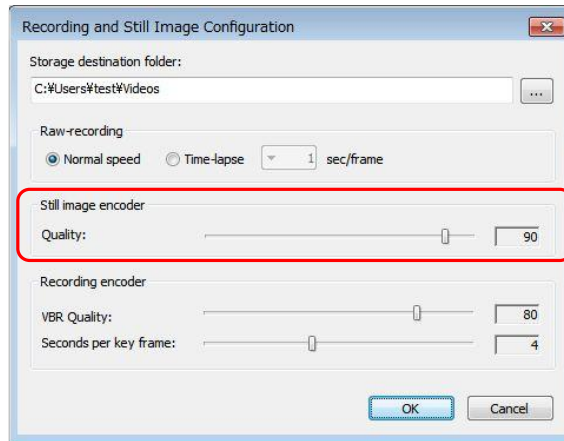 Recording and Still Image Configuration
Storage destination folder:
C:¥Users¥test¥Videos
...
Raw-recording
Normal speed Time-lapse 1 sec/frame
Still image encoder
Quality: 90
Recording encoder
VBR Quality: 80
Seconds per key frame: 4
OK Cancel